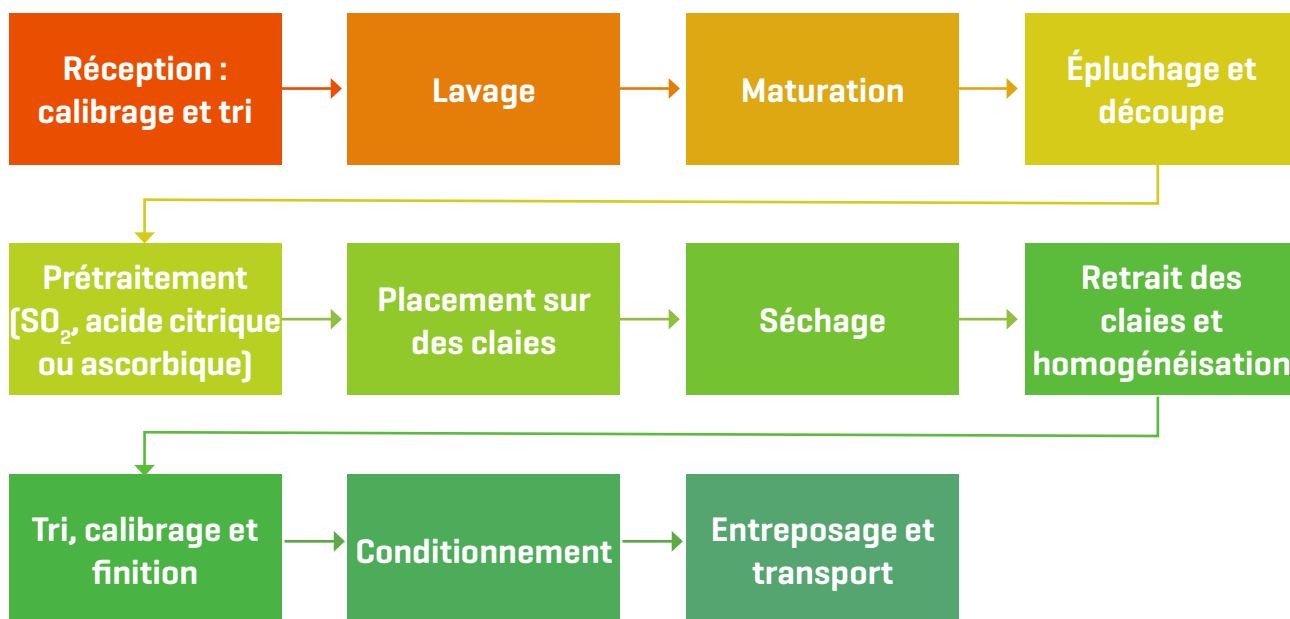 Réception :
calibrage et tri
Lavage
Maturation
Épluchage et
découpe
Prétraitement
(SO₂, acide citrique
ou ascorbique)
Placement sur
des claies
Séchage
Retrait des
claies et
homogénéisation
Tri, calibrage et
finition
Conditionnement
Entreposage et
transport